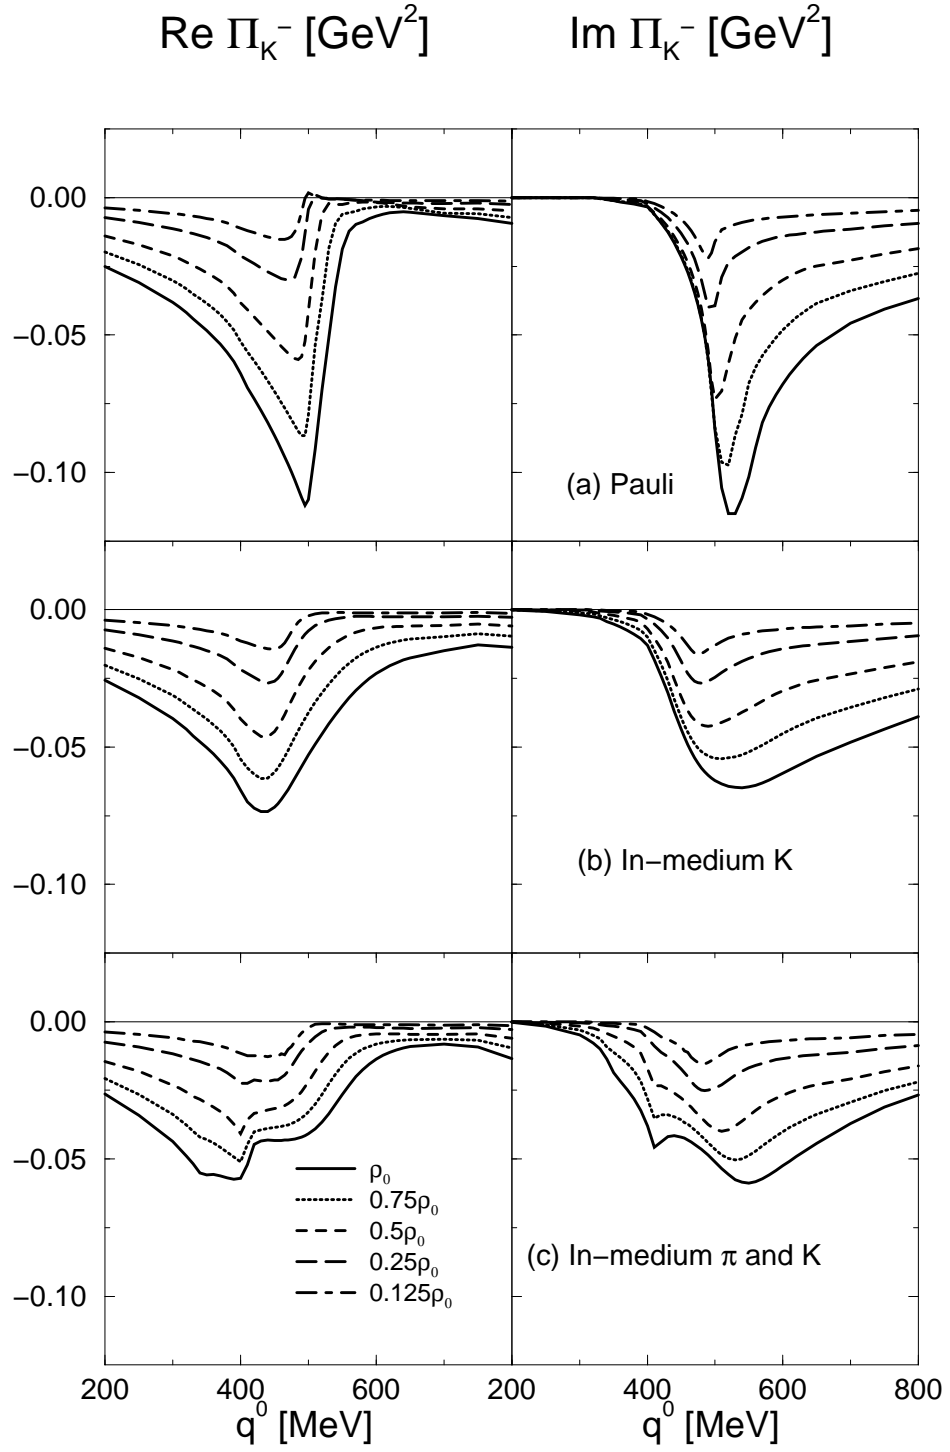 Re Π_K⁻ [GeV²]
Im Π_K⁻ [GeV²]
0.00
−0.05
−0.10
(a) Pauli
0.00
−0.05
−0.10
(b) In−medium K
0.00
−0.05
−0.10
ρ₀
0.75ρ₀
0.5ρ₀
0.25ρ₀
0.125ρ₀
(c) In−medium π and K
200 400 600 200 400 600 800
q⁰ [MeV]
q⁰ [MeV]